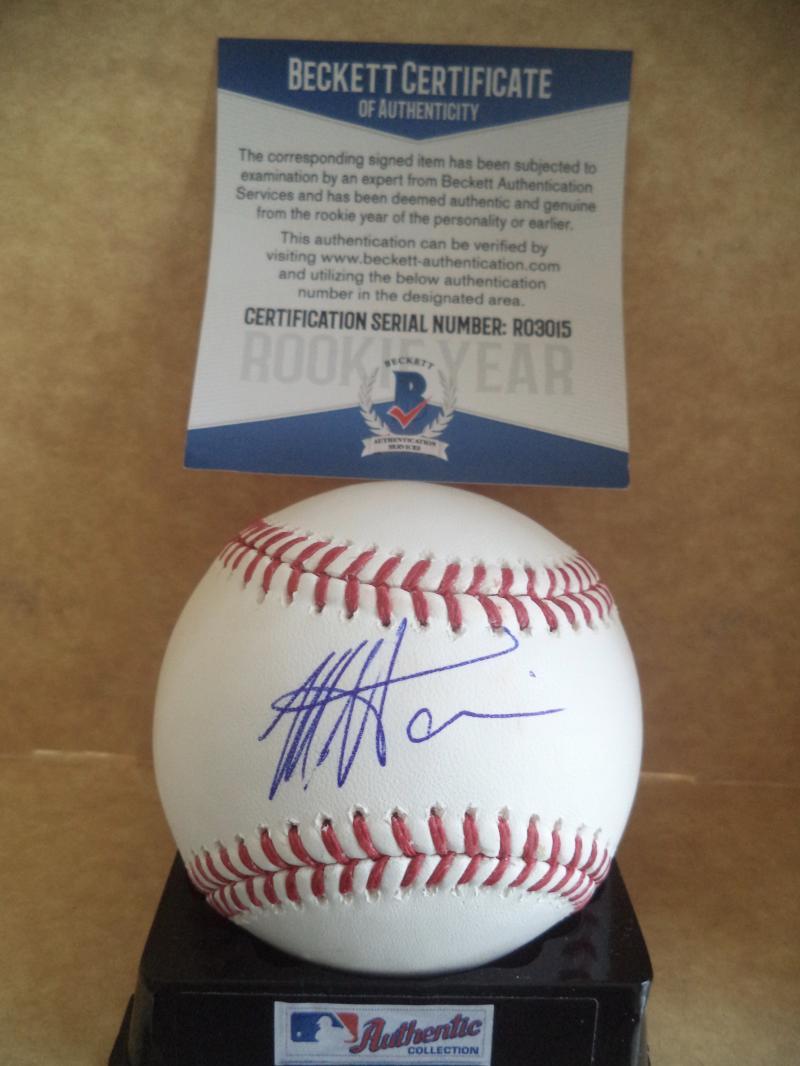 BECKETT CERTIFICATE
OF AUTHENTICITY
The corresponding signed item has been subjected to
examination by an expert from Beckett Authentication
Services and has been deemed authentic and genuine
from the rookie year of the personality or earlier.
This authentication can be verified by
visiting www.beckett-authentication.com
and utilizing the below authentication
number in the designated area.
CERTIFICATION SERIAL NUMBER: R03015
ROOKIE YEAR
BECKETT
B
AUTHENTICATION
SERVICES
Authentic
COLLECTION